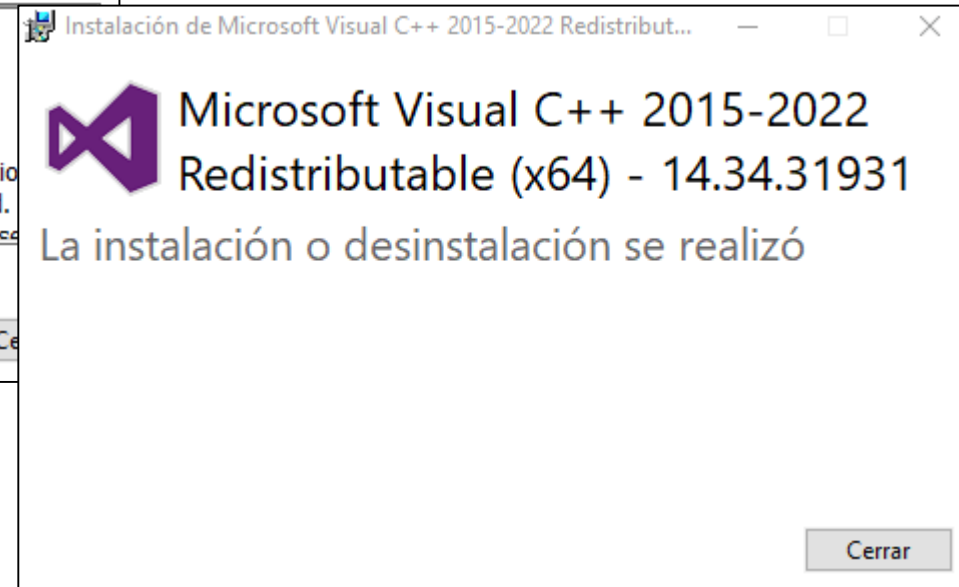 Instalación de Microsoft Visual C++ 2015-2022 Redistribut...
Microsoft Visual C++ 2015-2022
Redistributable (x64) - 14.34.31931
La instalación o desinstalación se realizó
Cerrar